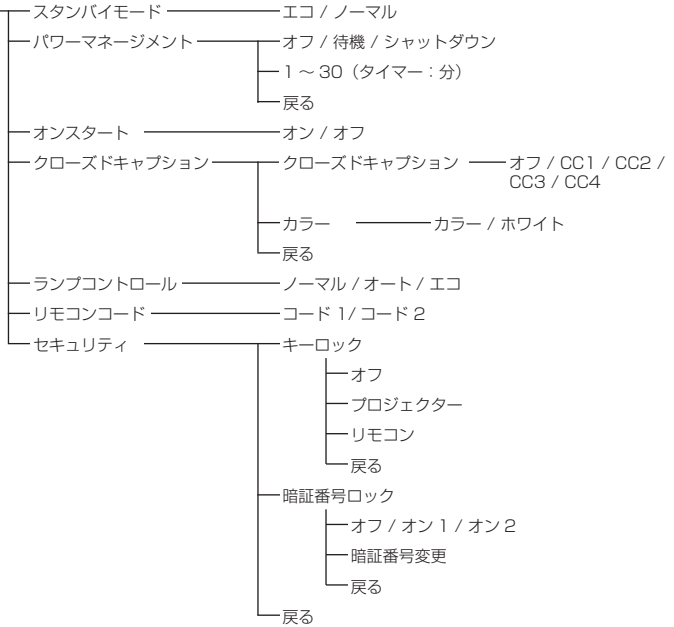 スタンバイモード エコ / ノーマル
パワーマネージメント オフ / 待機 / シャットダウン
1 ～ 30（タイマー：分）
戻る
オンスタート オン / オフ
クローズドキャプション クローズドキャプション オフ / CC1 / CC2 /
CC3 / CC4
カラー カラー / ホワイト
戻る
ランプコントロール ノーマル / オート / エコ
リモコンコード コード 1/ コード 2
セキュリティ キーロック
オフ
プロジェクター
リモコン
戻る
暗証番号ロック
オフ / オン 1 / オン 2
暗証番号変更
戻る
戻る